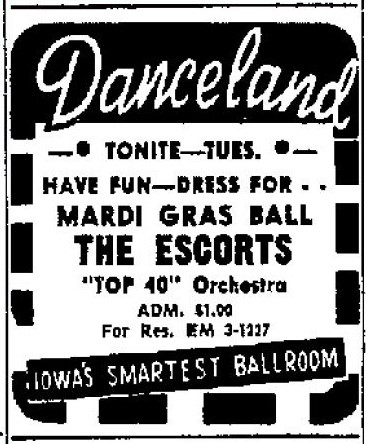 Danceland
—● TONITE—TUES. ●—
HAVE FUN—DRESS FOR - -
MARDI GRAS BALL
THE ESCORTS
"TOP 40" Orchestra
ADM. $1.00
For Res. EM 3-1227
IOWA'S SMARTEST BALLROOM